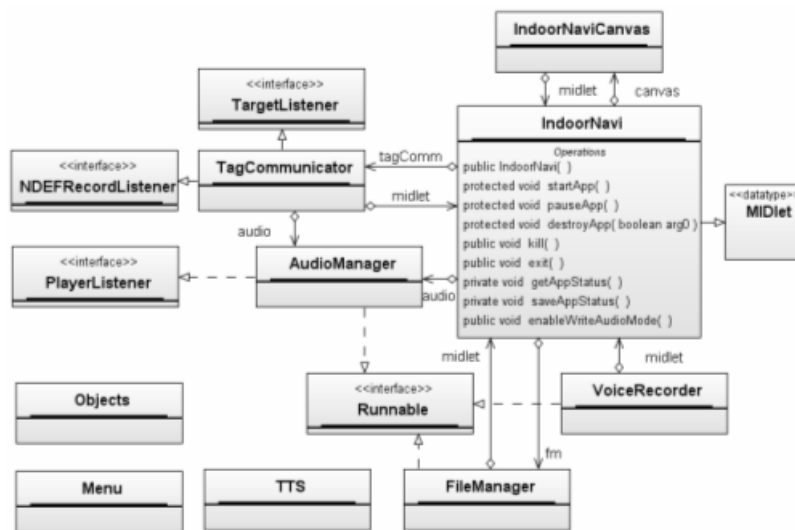 IndoorNaviCanvas
midlet
canvas
<<interface>>
TargetListener
IndoorNavi
Operations
public IndoorNavi( )
protected void startApp( )
protected void pauseApp( )
protected void destroyApp( boolean arg0 )
public void kill( )
public void exit( )
private void getAppStatus( )
private void saveAppStatus( )
public void enableWriteAudioMode( )
tagComm
<<interface>>
NDEFRecordListener
TagCommunicator
midlet
<<datatype>>
MIDlet
audio
<<interface>>
PlayerListener
AudioManager
audio
midlet
midlet
Objects
<<interface>>
Runnable
VoiceRecorder
fm
Menu
TTS
FileManager